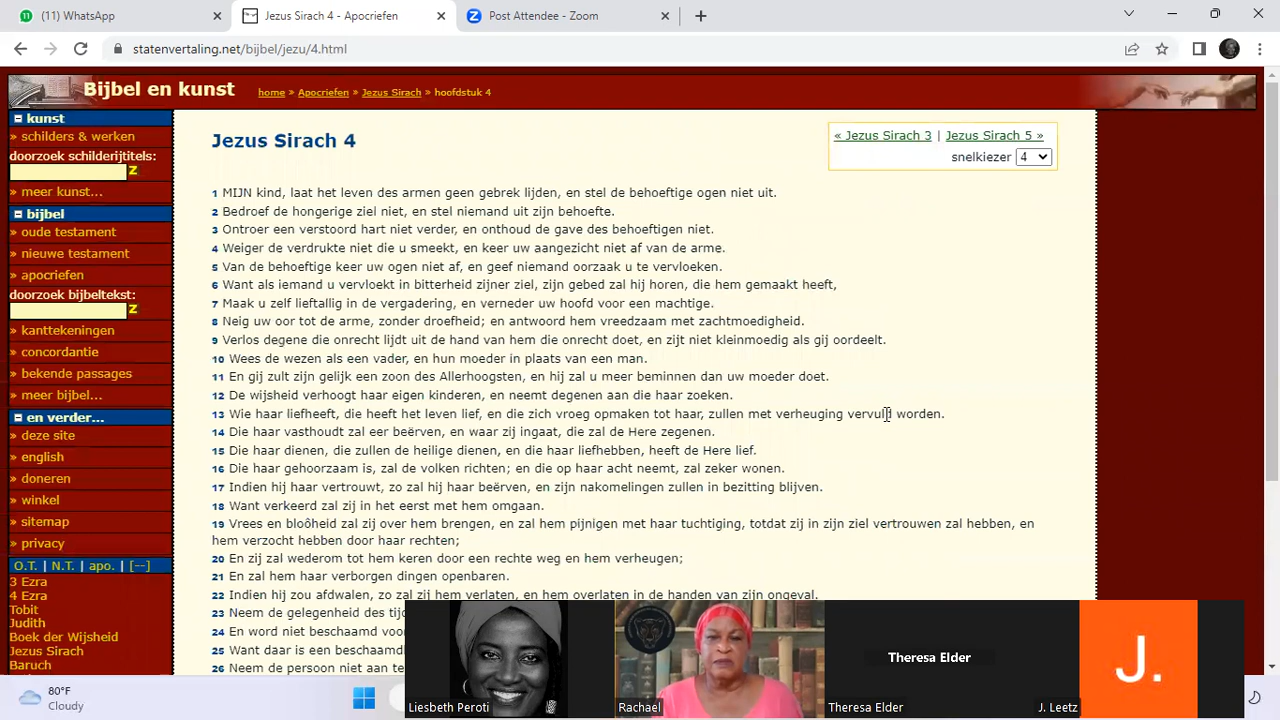 (11) WhatsApp
Jezus Sirach 4 - Apocriefen
Post Attendee - Zoom
statenvertaling.net/bijbel/jezu/4.html
Bijbel en kunst
home » Apocriefen » Jezus Sirach » hoofdstuk 4
kunst
» schilders & werken
doorzoek schilderijtitels:
Z
» meer kunst...
bijbel
» oude testament
» nieuwe testament
» apocriefen
doorzoek bijbeltekst:
Z
» kanttekeningen
» concordantie
» bekende passages
» meer bijbel...
en verder...
» deze site
» english
» doneren
» winkel
» sitemap
» privacy
O.T. | N.T. | apo. | [--]
3 Ezra
4 Ezra
Tobit
Judith
Boek der Wijsheid
Jezus Sirach
Baruch
Jezus Sirach 4
« Jezus Sirach 3 | Jezus Sirach 5 »
snelkiezer 4
1 MIJN kind, laat het leven des armen geen gebrek lijden, en stel de behoeftige ogen niet uit.
2 Bedroef de hongerige ziel niet, en stel niemand uit zijn behoefte.
3 Ontroer een verstoord hart niet verder, en onthoud de gave des behoeftigen niet.
4 Weiger de verdrukte niet die u smeekt, en keer uw aangezicht niet af van de arme.
5 Van de behoeftige keer uw ogen niet af, en geef niemand oorzaak u te vervloeken.
6 Want als iemand u vervloekt in bitterheid zijner ziel, zijn gebed zal hij horen, die hem gemaakt heeft,
7 Maak u zelf lieftallig in de vergadering, en verneder uw hoofd voor een machtige.
8 Neig uw oor tot de arme, zonder droefheid; en antwoord hem vreedzaam met zachtmoedigheid.
9 Verlos degene die onrecht lijdt uit de hand van hem die onrecht doet, en zijt niet kleinmoedig als gij oordeelt.
10 Wees de wezen als een vader, en hun moeder in plaats van een man.
11 En gij zult zijn gelijk een zoon des Allerhoogsten, en hij zal u meer beminnen dan uw moeder doet.
12 De wijsheid verhoogt haar eigen kinderen, en neemt degenen aan die haar zoeken.
13 Wie haar liefheeft, die heeft het leven lief, en die zich vroeg opmaken tot haar, zullen met verheuging vervuld worden.
14 Die haar vasthoudt zal eer beërven, en waar zij ingaat, die zal de Here zegenen.
15 Die haar dienen, die zullen de heilige dienen, en die haar liefhebben, heeft de Here lief.
16 Die haar gehoorzaam is, zal de volken richten; en die op haar acht neemt, zal zeker wonen.
17 Indien hij haar vertrouwt, zo zal hij haar beërven, en zijn nakomelingen zullen in bezitting blijven.
18 Want verkeerd zal zij in het eerst met hem omgaan.
19 Vrees en bloôheid zal zij over hem brengen, en zal hem pijnigen met haar tuchtiging, totdat zij in zijn ziel vertrouwen zal hebben, en
hem verzocht hebben door haar rechten;
20 En zij zal wederom tot hem keren door een rechte weg en hem verheugen;
21 En zal hem haar verborgen dingen openbaren.
22 Indien hij zou afdwalen, zo zal zij hem verlaten, en hem overlaten in de handen van zijn ongeval.
23 Neem de gelegenheid des
24 En word niet beschaamd
25 Want daar is een
26 Neem de persoon niet aan
80°F
Cloudy
Liesbeth Peroti
Rachael
Theresa Elder
Theresa Elder
J.
J. Leetz